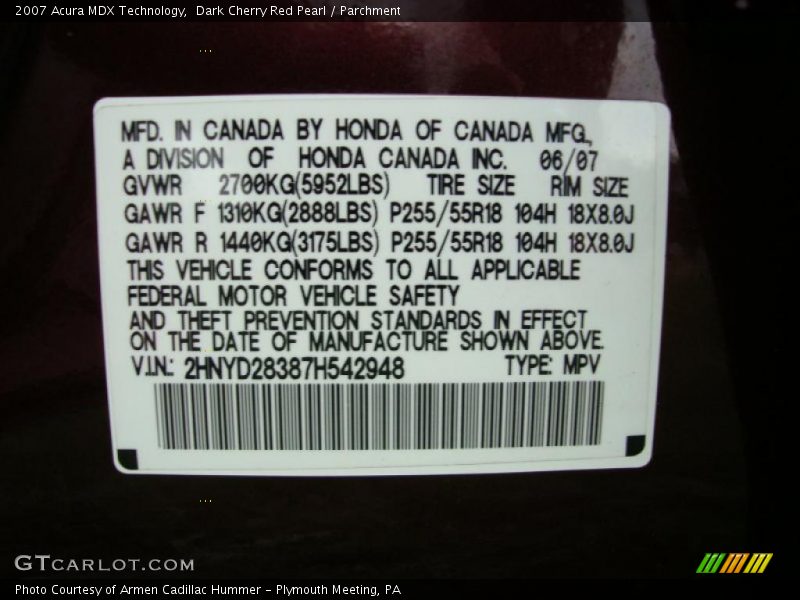 2007 Acura MDX Technology,  Dark Cherry Red Pearl / Parchment
MFD. IN CANADA BY HONDA OF CANADA MFG.,
A DIVISION OF HONDA CANADA INC. 06/07
GVWR 2700KG(5952LBS) TIRE SIZE RIM SIZE
GAWR F 1310KG(2888LBS) P255/55R18 104H 18X8.0J
GAWR R 1440KG(3175LBS) P255/55R18 104H 18X8.0J
THIS VEHICLE CONFORMS TO ALL APPLICABLE
FEDERAL MOTOR VEHICLE SAFETY
AND THEFT PREVENTION STANDARDS IN EFFECT
ON THE DATE OF MANUFACTURE SHOWN ABOVE.
V.I.N.: 2HNYD28387H542948 TYPE: MPV
GTCARLOT.COM
Photo Courtesy of Armen Cadillac Hummer - Plymouth Meeting, PA